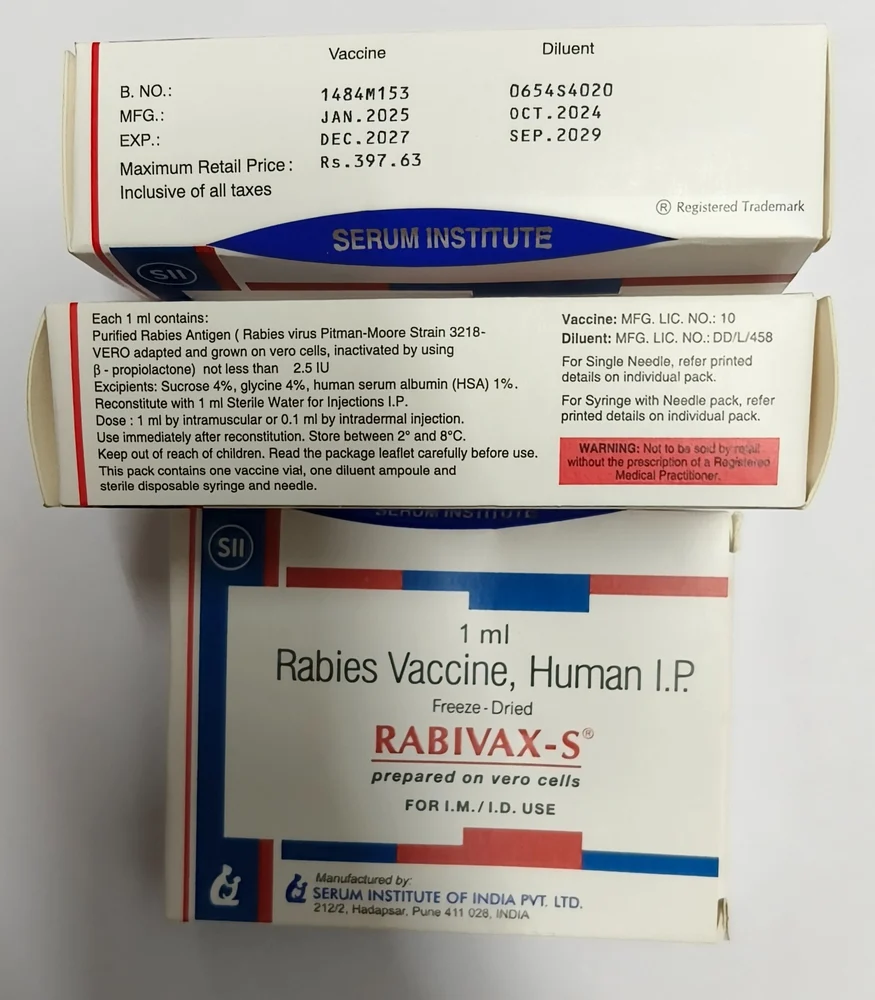 Vaccine Diluent
B. NO.: 1484M153 0654S4020
MFG.: JAN.2025 OCT.2024
EXP.: DEC.2027 SEP.2029
Maximum Retail Price: Rs.397.63
Inclusive of all taxes
® Registered Trademark
SERUM INSTITUTE
SII
Each 1 ml contains:
Purified Rabies Antigen ( Rabies virus Pitman-Moore Strain 3218-
VERO adapted and grown on vero cells, inactivated by using
β - propiolactone) not less than 2.5 IU
Excipients: Sucrose 4%, glycine 4%, human serum albumin (HSA) 1%.
Reconstitute with 1 ml Sterile Water for Injections I.P.
Dose : 1 ml by intramuscular or 0.1 ml by intradermal injection.
Use immediately after reconstitution. Store between 2° and 8°C.
Keep out of reach of children. Read the package leaflet carefully before use.
This pack contains one vaccine vial, one diluent ampoule and
sterile disposable syringe and needle.
Vaccine: MFG. LIC. NO.: 10
Diluent: MFG. LIC. NO.: DD/L/458
For Single Needle, refer printed
details on individual pack.
For Syringe with Needle pack, refer
printed details on individual pack.
WARNING: Not to be sold by retail
without the prescription of a Registered
Medical Practitioner.
SERUM INSTITUTE
SII
1 ml
Rabies Vaccine, Human I.P.
Freeze-Dried
RABIVAX-S®
prepared on vero cells
FOR I.M./I.D. USE
Manufactured by:
SERUM INSTITUTE OF INDIA PVT. LTD.
212/2, Hadapsar, Pune 411 028, INDIA